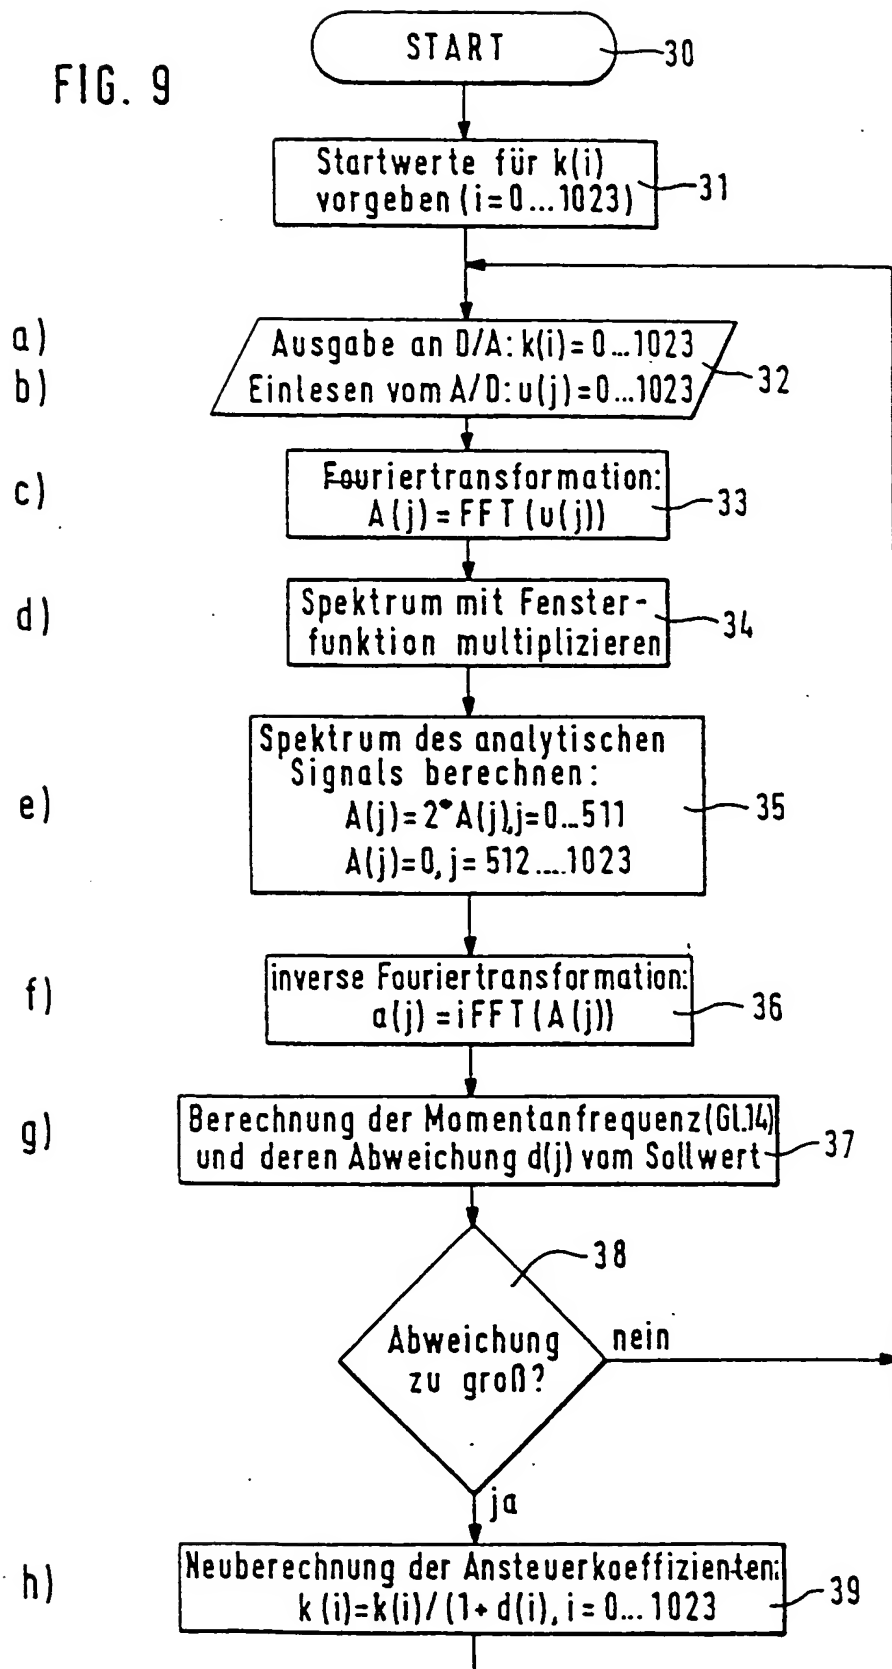 FIG. 9
START
30
Startwerte für k(i)
vorgeben (i=0...1023)
31
a)
Ausgabe an D/A: k(i)=0...1023
b)
Einlesen vom A/D: u(j)=0...1023
32
c)
Fouriertransformation:
A(j)=FFT(u(j))
33
d)
Spektrum mit Fenster-
funktion multiplizieren
34
e)
Spektrum des analytischen
Signals berechnen:
A(j)=2*A(j),j=0...511
A(j)=0, j=512....1023
35
f)
inverse Fouriertransformation:
a(j)=iFFT(A(j))
36
g)
Berechnung der Momentanfrequenz(Gl.14)
und deren Abweichung d(j) vom Sollwert
37
38
Abweichung
zu groß?
nein
ja
h)
Neuberechnung der Ansteuerkoeffizienten:
k(i)=k(i)/(1+d(i), i=0...1023
39